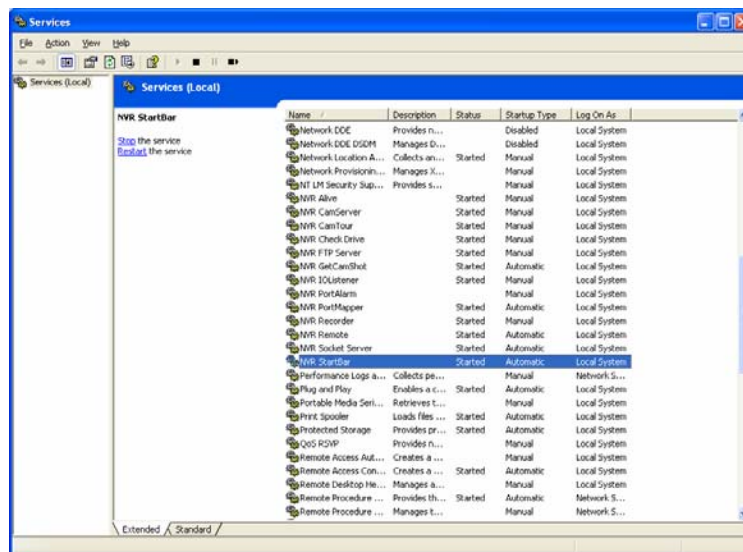 Services
File Action View Help
Services (Local)
Services (Local)
NVR StartBar
Stop the service
Restart the service
Name / Description Status Startup Type Log On As
Network DDE Provides n... Disabled Local System
Network DDE DSDM Manages D... Disabled Local System
Network Location A... Collects an... Started Manual Local System
Network Provisionin... Manages X... Manual Local System
NT LM Security Sup... Provides s... Manual Local System
NVR Alive Started Manual Local System
NVR CamServer Started Manual Local System
NVR CamTour Started Manual Local System
NVR Check Drive Started Manual Local System
NVR FTP Server Started Manual Local System
NVR GetCamShot Started Automatic Local System
NVR IOListener Started Manual Local System
NVR PortAlarm Manual Local System
NVR PortMapper Started Automatic Local System
NVR Recorder Started Manual Local System
NVR Remote Started Automatic Local System
NVR Socket Server Started Automatic Local System
NVR StartBar Started Automatic Local System
Performance Logs a... Collects pe... Manual Network S...
Plug and Play Enables a c... Started Automatic Local System
Portable Media Seri... Retrieves t... Manual Local System
Print Spooler Loads files ... Started Automatic Local System
Protected Storage Provides pr... Started Automatic Local System
QoS RSVP Provides n... Manual Local System
Remote Access Aut... Creates a ... Manual Local System
Remote Access Con... Creates a ... Started Manual Local System
Remote Desktop He... Manages a... Manual Local System
Remote Procedure ... Provides th... Started Automatic Network S...
Remote Procedure ... Manages t... Manual Network S...
Extended Standard